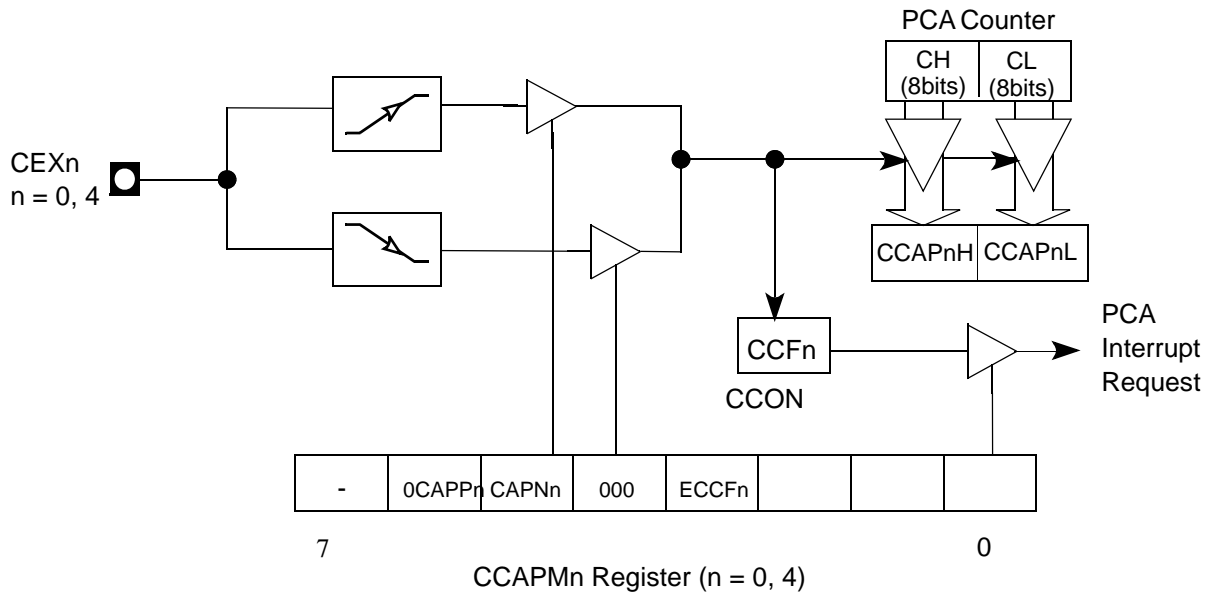 PCA Counter
CH
(8bits)
CL
(8bits)
CEXn
n = 0, 4
CCAPnH
CCAPnL
CCFn
CCON
PCA
Interrupt
Request
-
0CAPPn
CAPNn
000
ECCFn
7
0
CCAPMn Register (n = 0, 4)